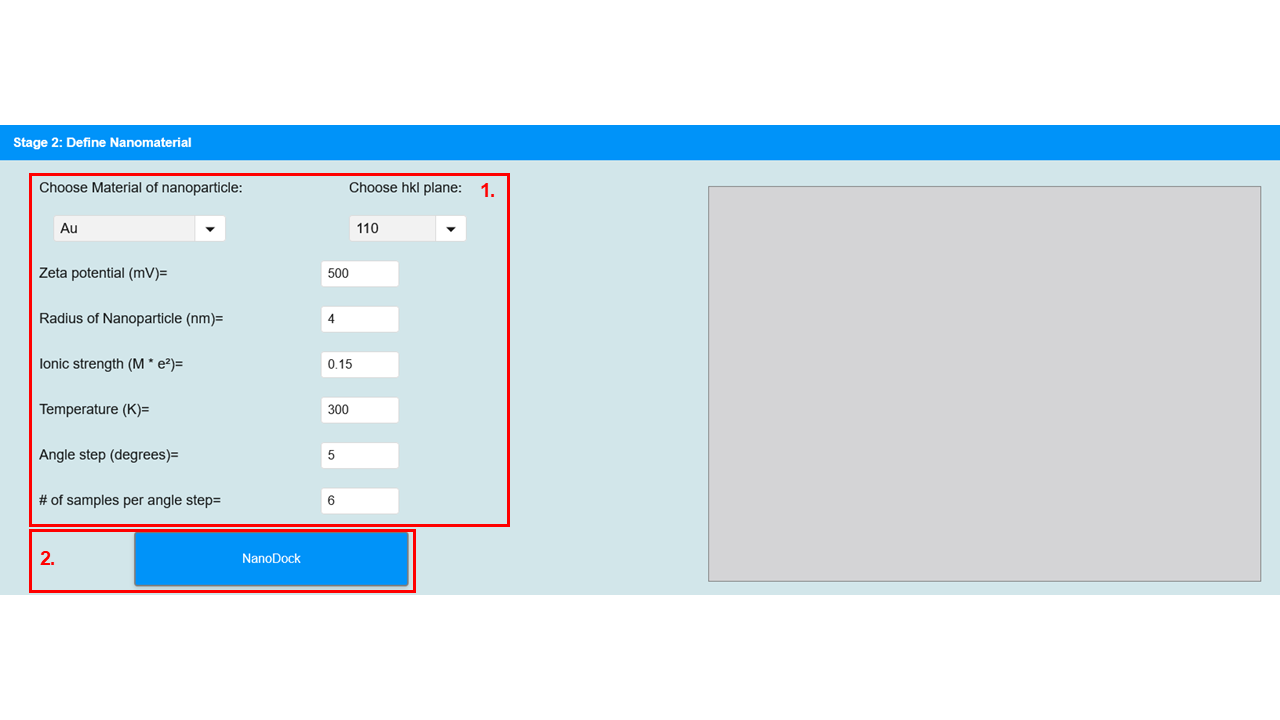 Stage 2: Define Nanomaterial
Choose Material of nanoparticle: Choose hkl plane: 1.
Au 110
Zeta potential (mV)= 500
Radius of Nanoparticle (nm)= 4
Ionic strength (M * e²)= 0.15
Temperature (K)= 300
Angle step (degrees)= 5
# of samples per angle step= 6
2. NanoDock